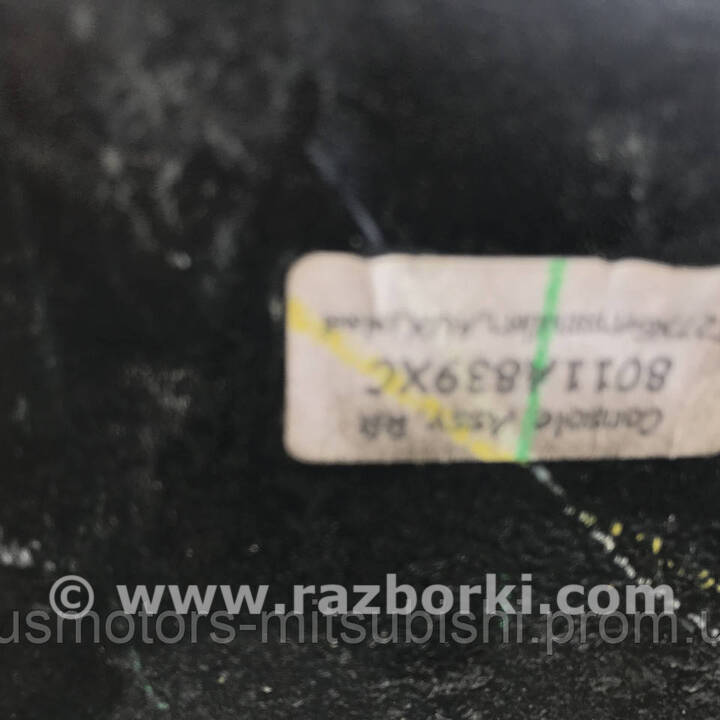 Console Assy RR
8011A839XC
© www.razborki.com
usmotors-mitsubishi.prom.u